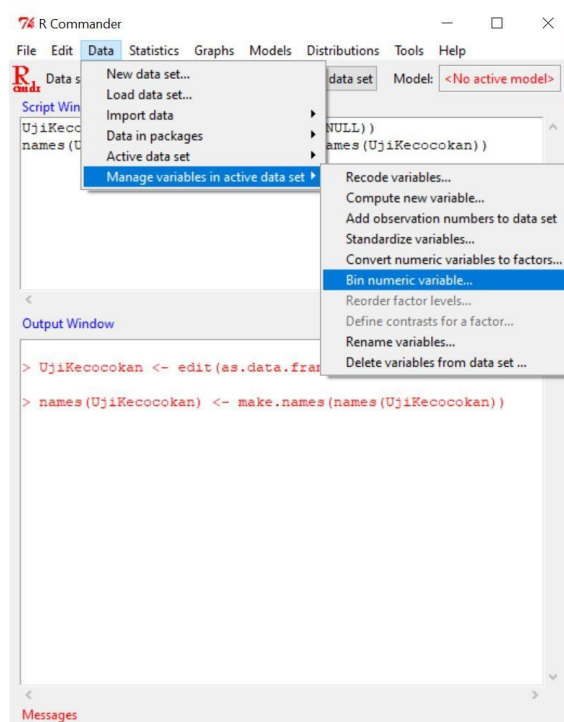 R Commander
File Edit Data Statistics Graphs Models Distributions Tools Help
R cmdr Data s data set Model: <No active model>
New data set...
Load data set...
Import data
Data in packages
Active data set
Manage variables in active data set
Recode variables...
Compute new variable...
Add observation numbers to data set
Standardize variables...
Convert numeric variables to factors...
Bin numeric variable...
Reorder factor levels...
Define contrasts for a factor...
Rename variables...
Delete variables from data set ...
Script Win
UjiKeco NULL))
names(U ames(UjiKecocokan))
Output Window
> UjiKecocokan <- edit(as.data.fra
> names(UjiKecocokan) <- make.names(names(UjiKecocokan))
Messages